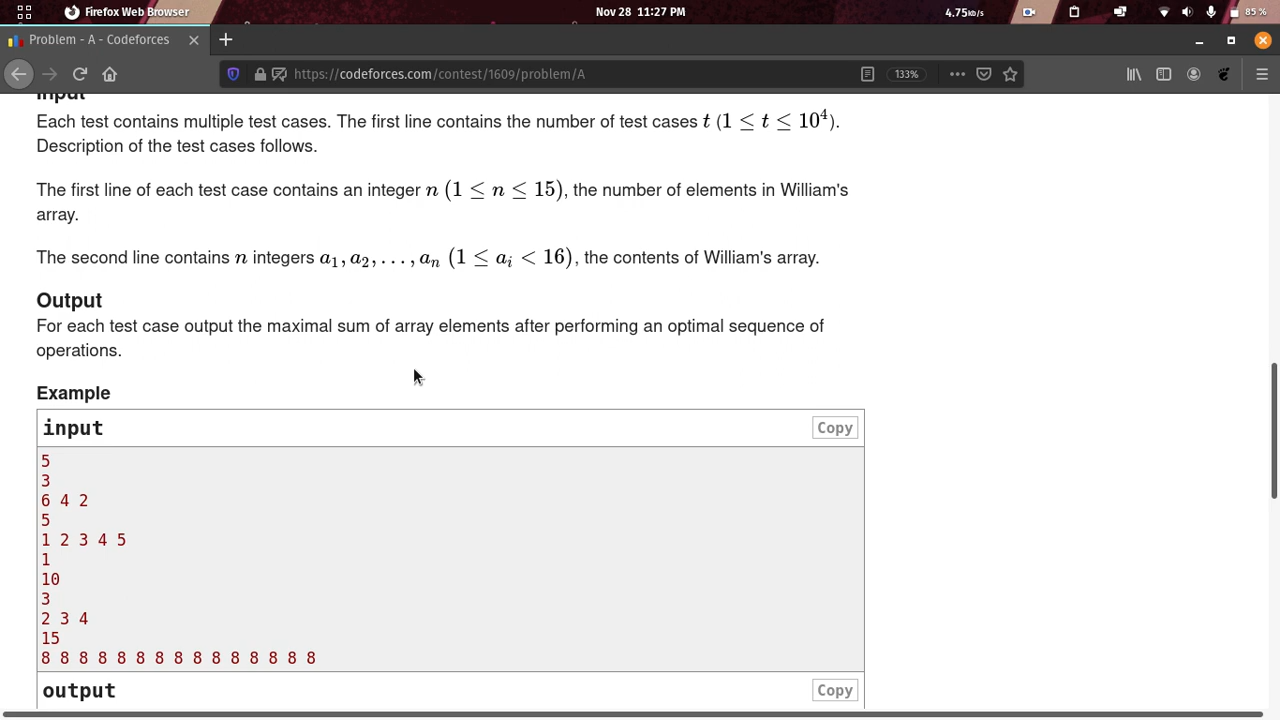 Firefox Web Browser
Nov 28 11:27 PM
4.75kb/s
85 %
Problem - A - Codeforces
https://codeforces.com/contest/1609/problem/A
133%
Input
Each test contains multiple test cases. The first line contains the number of test cases t (1 ≤ t ≤ 10⁴).
Description of the test cases follows.
The first line of each test case contains an integer n (1 ≤ n ≤ 15), the number of elements in William's
array.
The second line contains n integers a₁, a₂, …, aₙ (1 ≤ aᵢ < 16), the contents of William's array.
Output
For each test case output the maximal sum of array elements after performing an optimal sequence of
operations.
Example
input
Copy
5
3
6 4 2
5
1 2 3 4 5
1
10
3
2 3 4
15
8 8 8 8 8 8 8 8 8 8 8 8 8 8 8
output
Copy